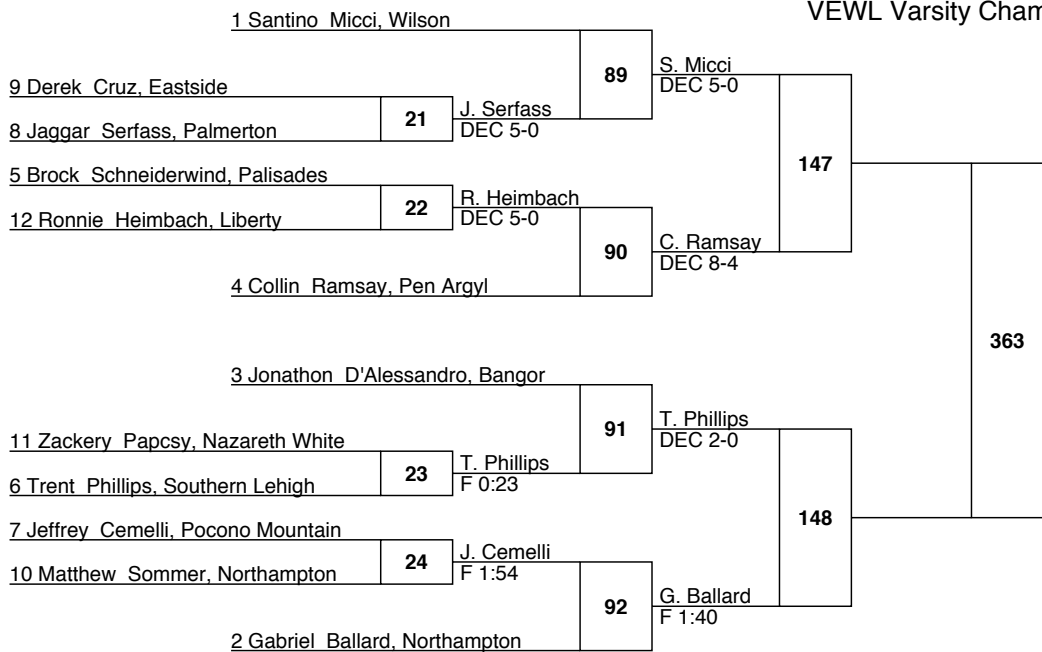 VEWL Varsity Cham
1 Santino Micci, Wilson
89
S. Micci
DEC 5-0
9 Derek Cruz, Eastside
21
J. Serfass
DEC 5-0
8 Jaggar Serfass, Palmerton
147
5 Brock Schneiderwind, Palisades
22
R. Heimbach
DEC 5-0
12 Ronnie Heimbach, Liberty
90
C. Ramsay
DEC 8-4
4 Collin Ramsay, Pen Argyl
363
3 Jonathon D'Alessandro, Bangor
91
T. Phillips
DEC 2-0
11 Zackery Papcsy, Nazareth White
23
T. Phillips
F 0:23
6 Trent Phillips, Southern Lehigh
148
7 Jeffrey Cemelli, Pocono Mountain
24
J. Cemelli
F 1:54
10 Matthew Sommer, Northampton
92
G. Ballard
F 1:40
2 Gabriel Ballard, Northampton